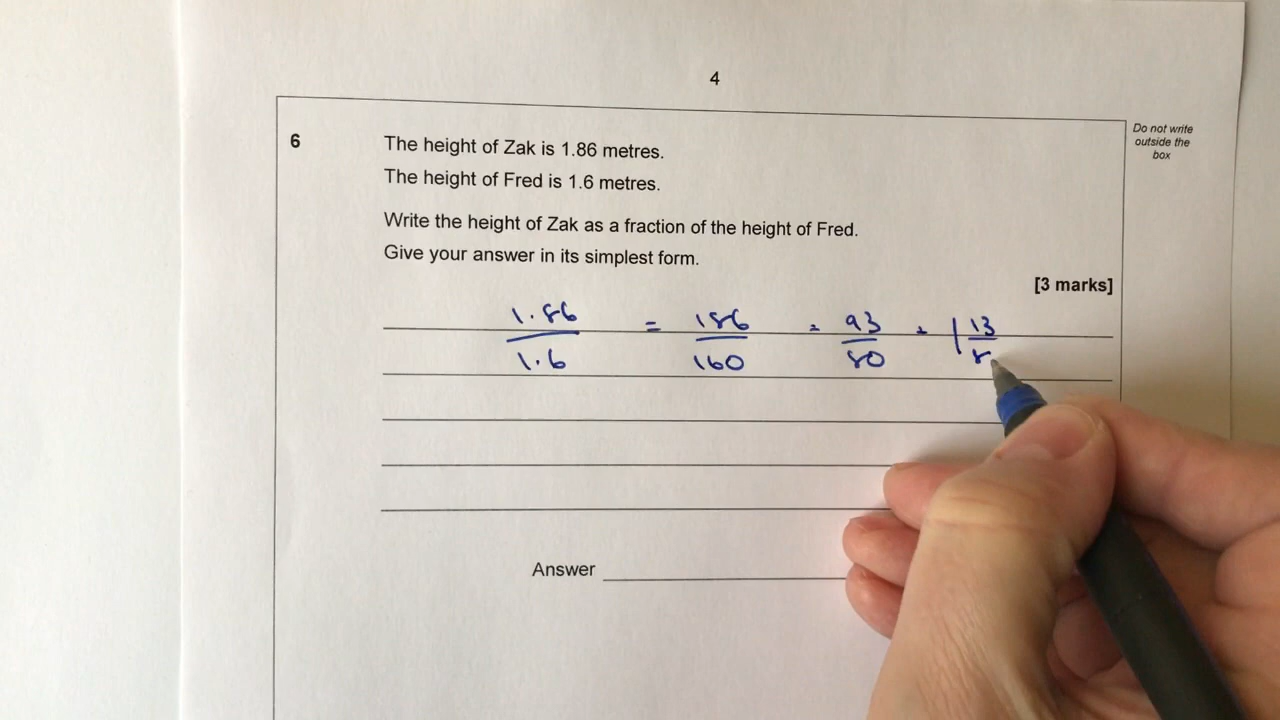 4
Do not write
outside the
box
6
The height of Zak is 1.86 metres.
The height of Fred is 1.6 metres.
Write the height of Zak as a fraction of the height of Fred.
Give your answer in its simplest form.
[3 marks]
1.86 = 186 = 93 = 1 13
1.6 160 80 8
Answer